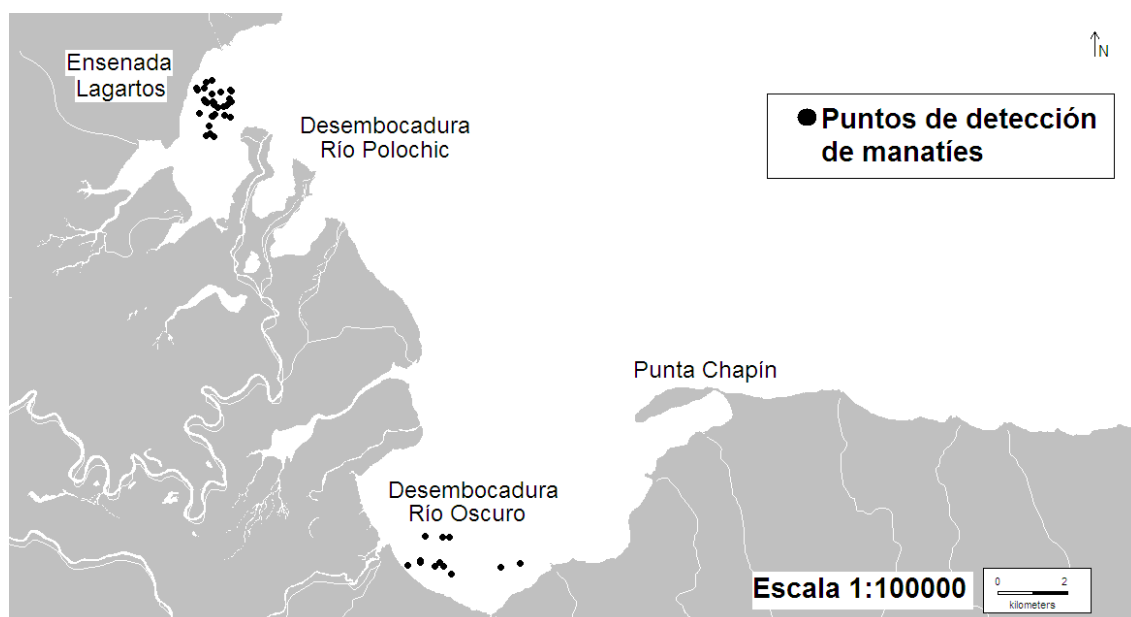 Ensenada
Lagartos
N
Puntos de detección
de manatíes
Desembocadura
Río Polochic
Punta Chapín
Desembocadura
Río Oscuro
Escala 1:100000
0 2
kilometers